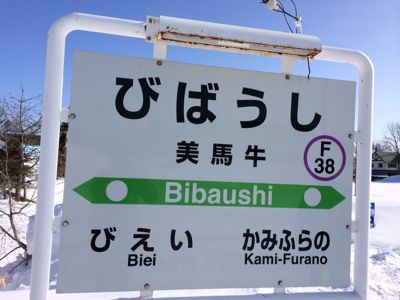 びばうし
美馬牛
F
38
Bibaushi
びえい かみふらの
Biei Kami-Furano